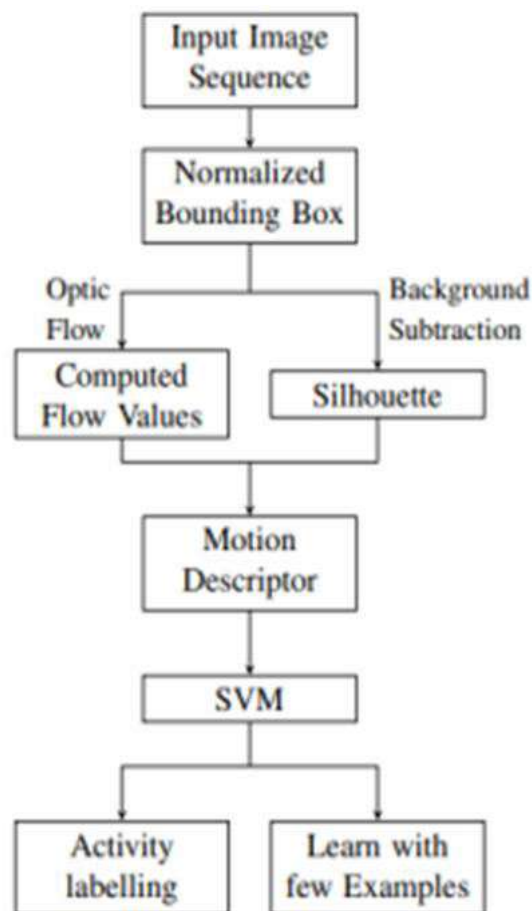 Input Image
Sequence
Normalized
Bounding Box
Optic
Flow
Background
Subtraction
Computed
Flow Values
Silhouette
Motion
Descriptor
SVM
Activity
labelling
Learn with
few Examples